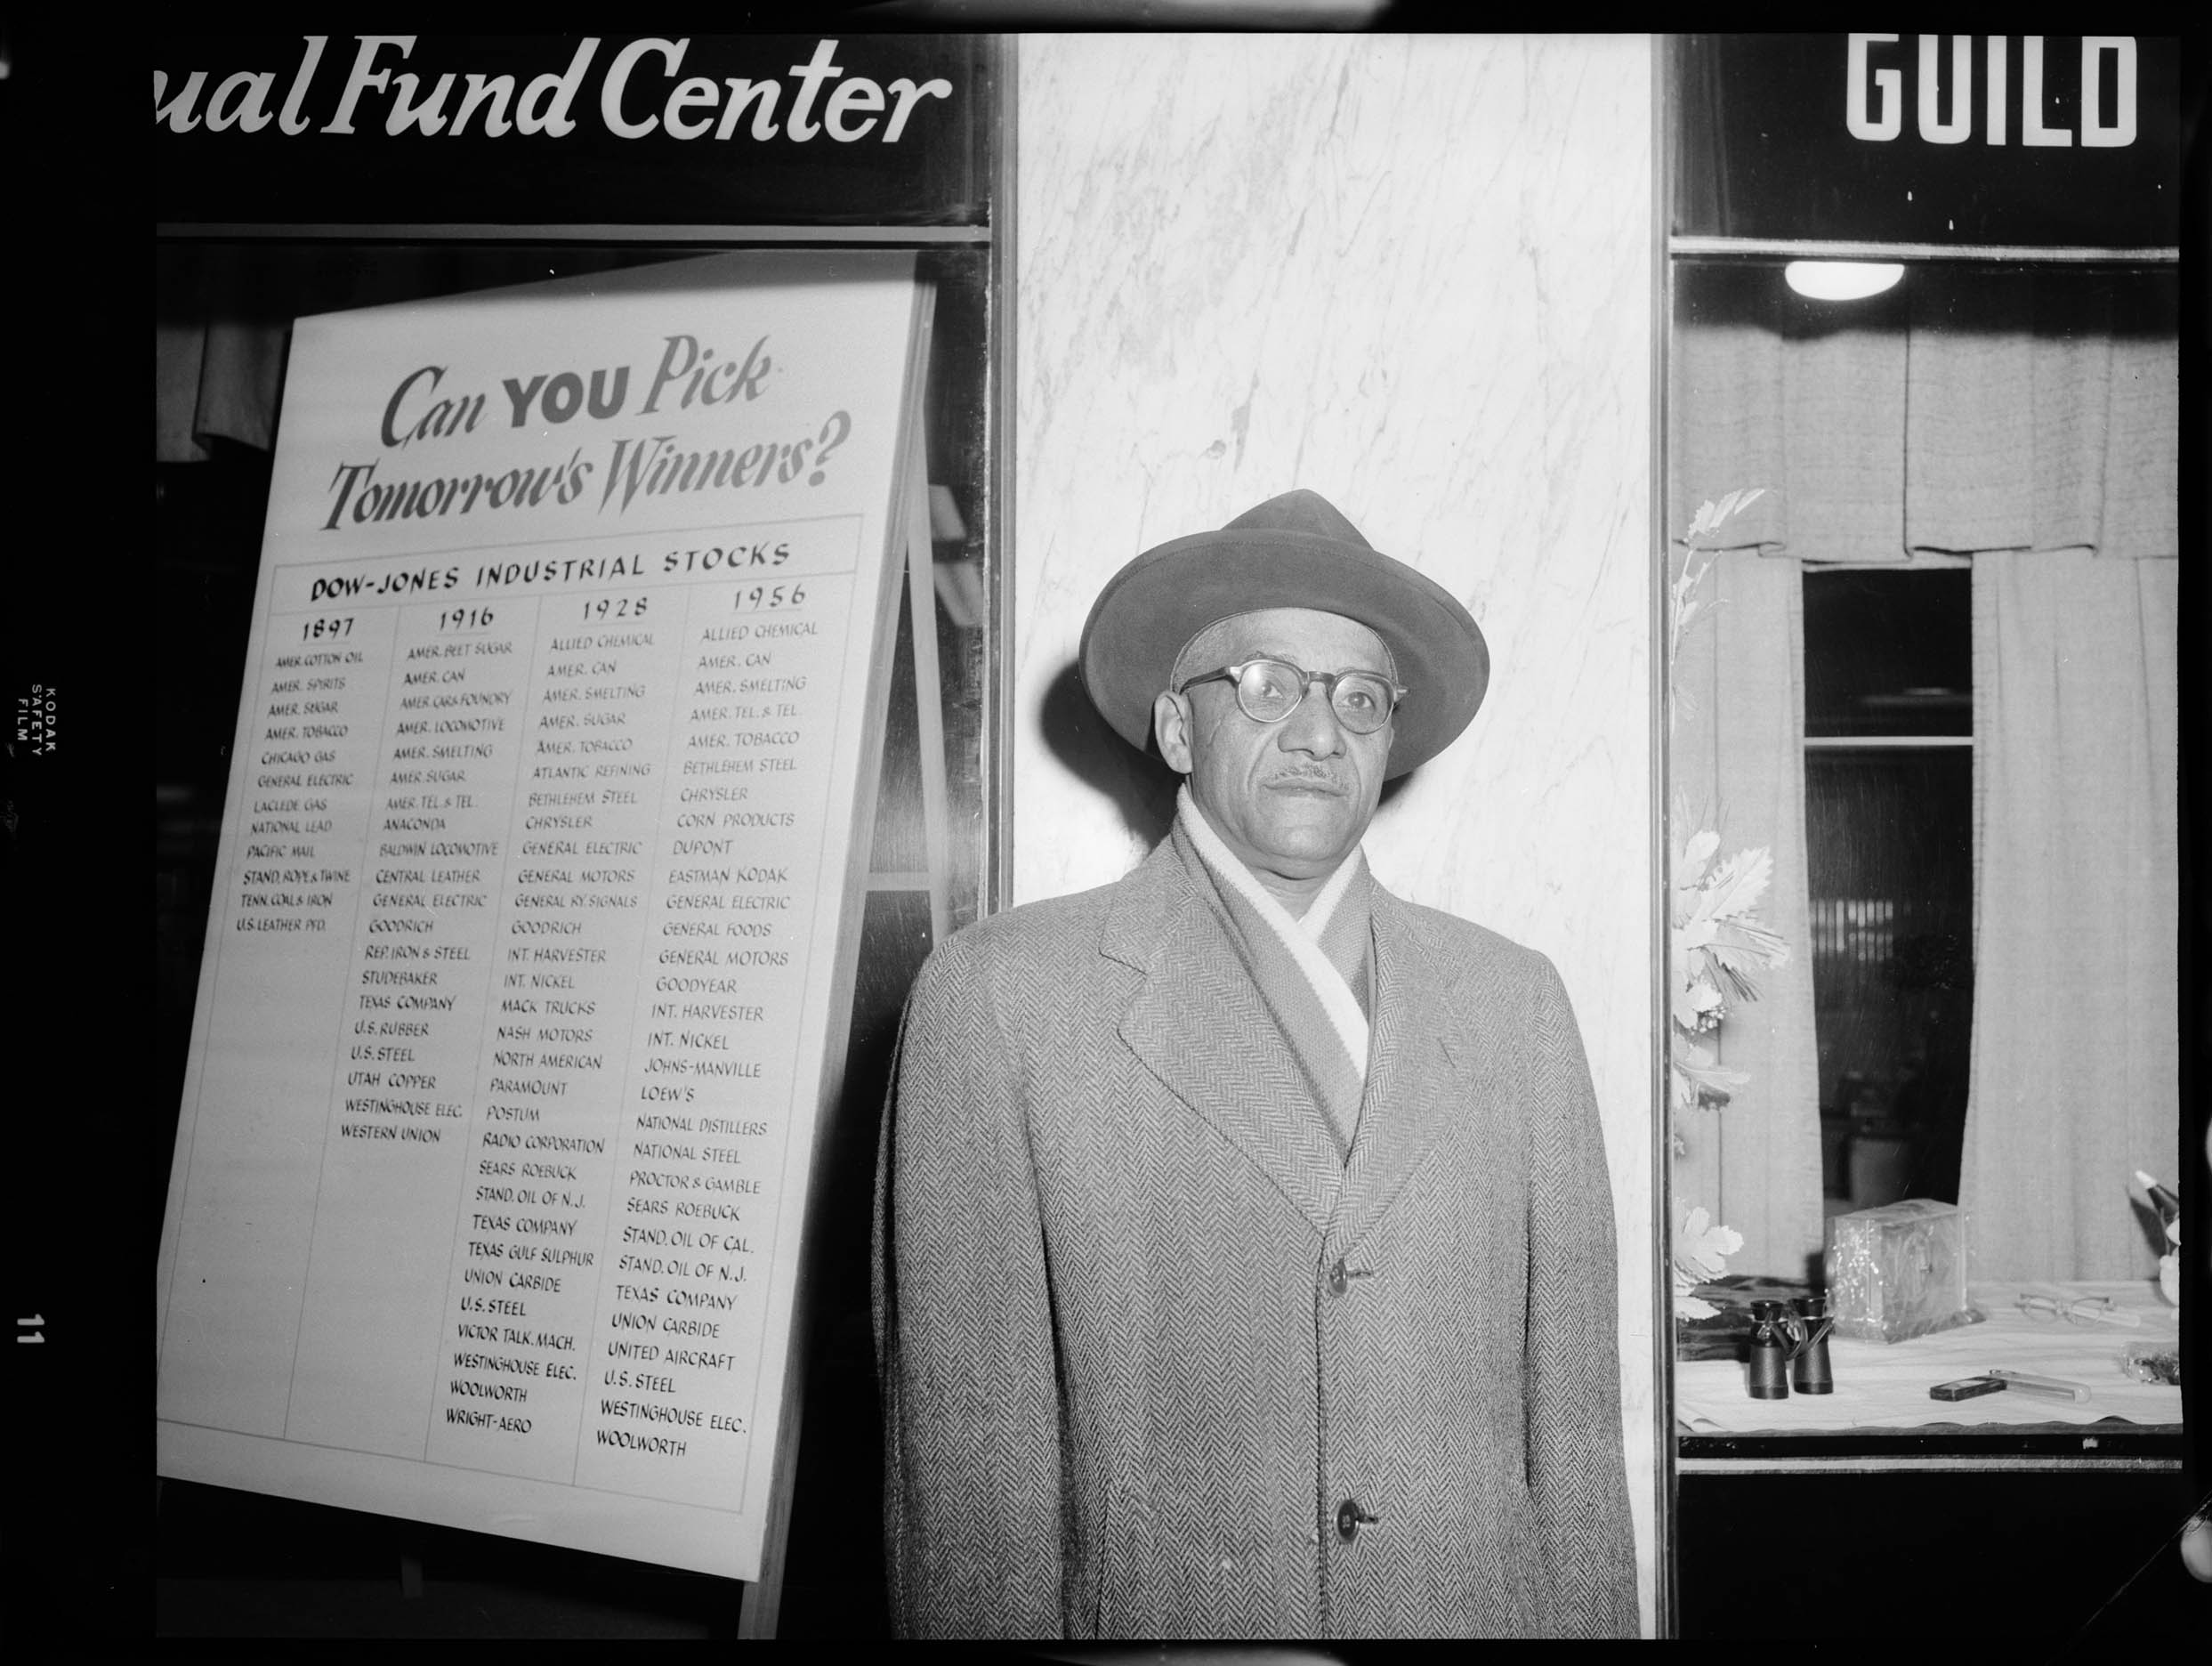 ual Fund Center
GUILD
Can YOU Pick
Tomorrow's Winners?
DOW-JONES INDUSTRIAL STOCKS
1897
AMER. COTTON OIL
AMER. SPIRITS
AMER. SUGAR
AMER. TOBACCO
CHICAGO GAS
GENERAL ELECTRIC
LACLEDE GAS
NATIONAL LEAD
PACIFIC MAIL
STAND. ROPE & TWINE
TENN. COAL & IRON
U.S. LEATHER PFD.
1916
AMER. BEET SUGAR
AMER. CAN
AMER. CAR & FOUNDRY
AMER. LOCOMOTIVE
AMER. SMELTING
AMER. SUGAR
AMER. TEL. & TEL.
ANACONDA
BALDWIN LOCOMOTIVE
CENTRAL LEATHER
GENERAL ELECTRIC
GOODRICH
REP. IRON & STEEL
STUDEBAKER
TEXAS COMPANY
U.S. RUBBER
U.S. STEEL
UTAH COPPER
WESTINGHOUSE ELEC.
WESTERN UNION
1928
ALLIED CHEMICAL
AMER. CAN
AMER. SMELTING
AMER. SUGAR
AMER. TOBACCO
ATLANTIC REFINING
BETHLEHEM STEEL
CHRYSLER
GENERAL ELECTRIC
GENERAL MOTORS
GENERAL RY. SIGNALS
GOODRICH
INT. HARVESTER
INT. NICKEL
MACK TRUCKS
NASH MOTORS
NORTH AMERICAN
PARAMOUNT
POSTUM
RADIO CORPORATION
SEARS ROEBUCK
STAND. OIL OF N.J.
TEXAS COMPANY
TEXAS GULF SULPHUR
UNION CARBIDE
U.S. STEEL
VICTOR TALK. MACH.
WESTINGHOUSE ELEC.
WOOLWORTH
WRIGHT-AERO
1956
ALLIED CHEMICAL
AMER. CAN
AMER. SMELTING
AMER. TEL. & TEL.
AMER. TOBACCO
BETHLEHEM STEEL
CHRYSLER
CORN PRODUCTS
DUPONT
EASTMAN KODAK
GENERAL ELECTRIC
GENERAL FOODS
GENERAL MOTORS
GOODYEAR
INT. HARVESTER
INT. NICKEL
JOHNS-MANVILLE
LOEW'S
NATIONAL DISTILLERS
NATIONAL STEEL
PROCTOR & GAMBLE
SEARS ROEBUCK
STAND. OIL OF CAL.
STAND. OIL OF N.J.
TEXAS COMPANY
UNION CARBIDE
UNITED AIRCRAFT
U.S. STEEL
WESTINGHOUSE ELEC.
WOOLWORTH
KODAK
SAFETY
FILM
11